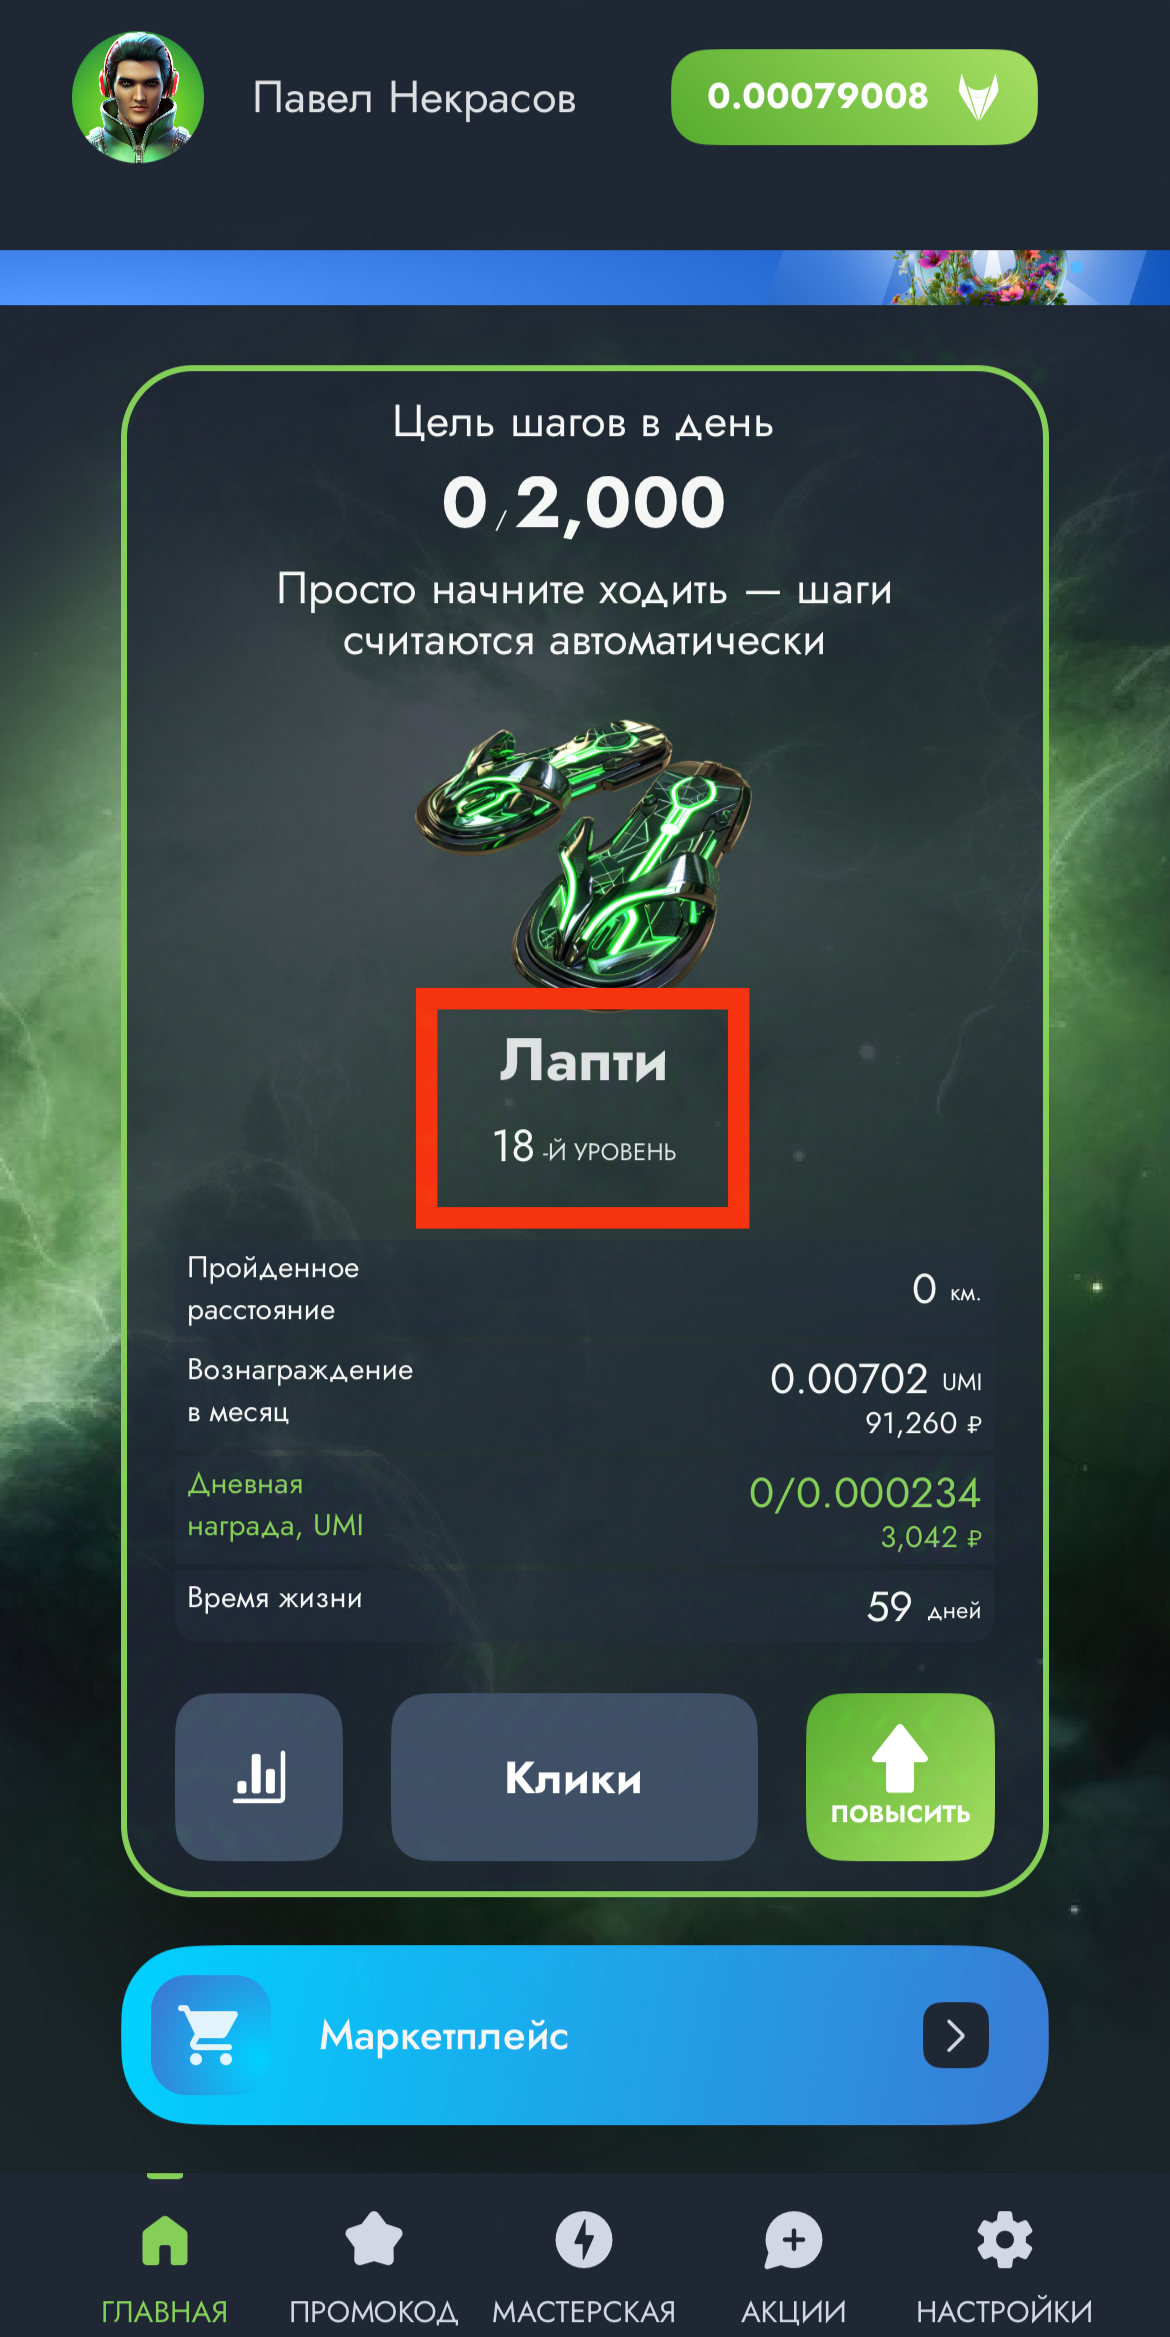 Павел Некрасов
0.00079008
Цель шагов в день
0 / 2,000
Просто начните ходить — шаги
считаются автоматически
Лапти
18 -Й УРОВЕНЬ
Пройденное
расстояние
0 км.
Вознаграждение
в месяц
0.00702 UMI
91,260 ₽
Дневная
награда, UMI
0/0.000234
3,042 ₽
Время жизни
59 дней
Клики
ПОВЫСИТЬ
Маркетплейс
ГЛАВНАЯ
ПРОМОКОД
МАСТЕРСКАЯ
АКЦИИ
НАСТРОЙКИ